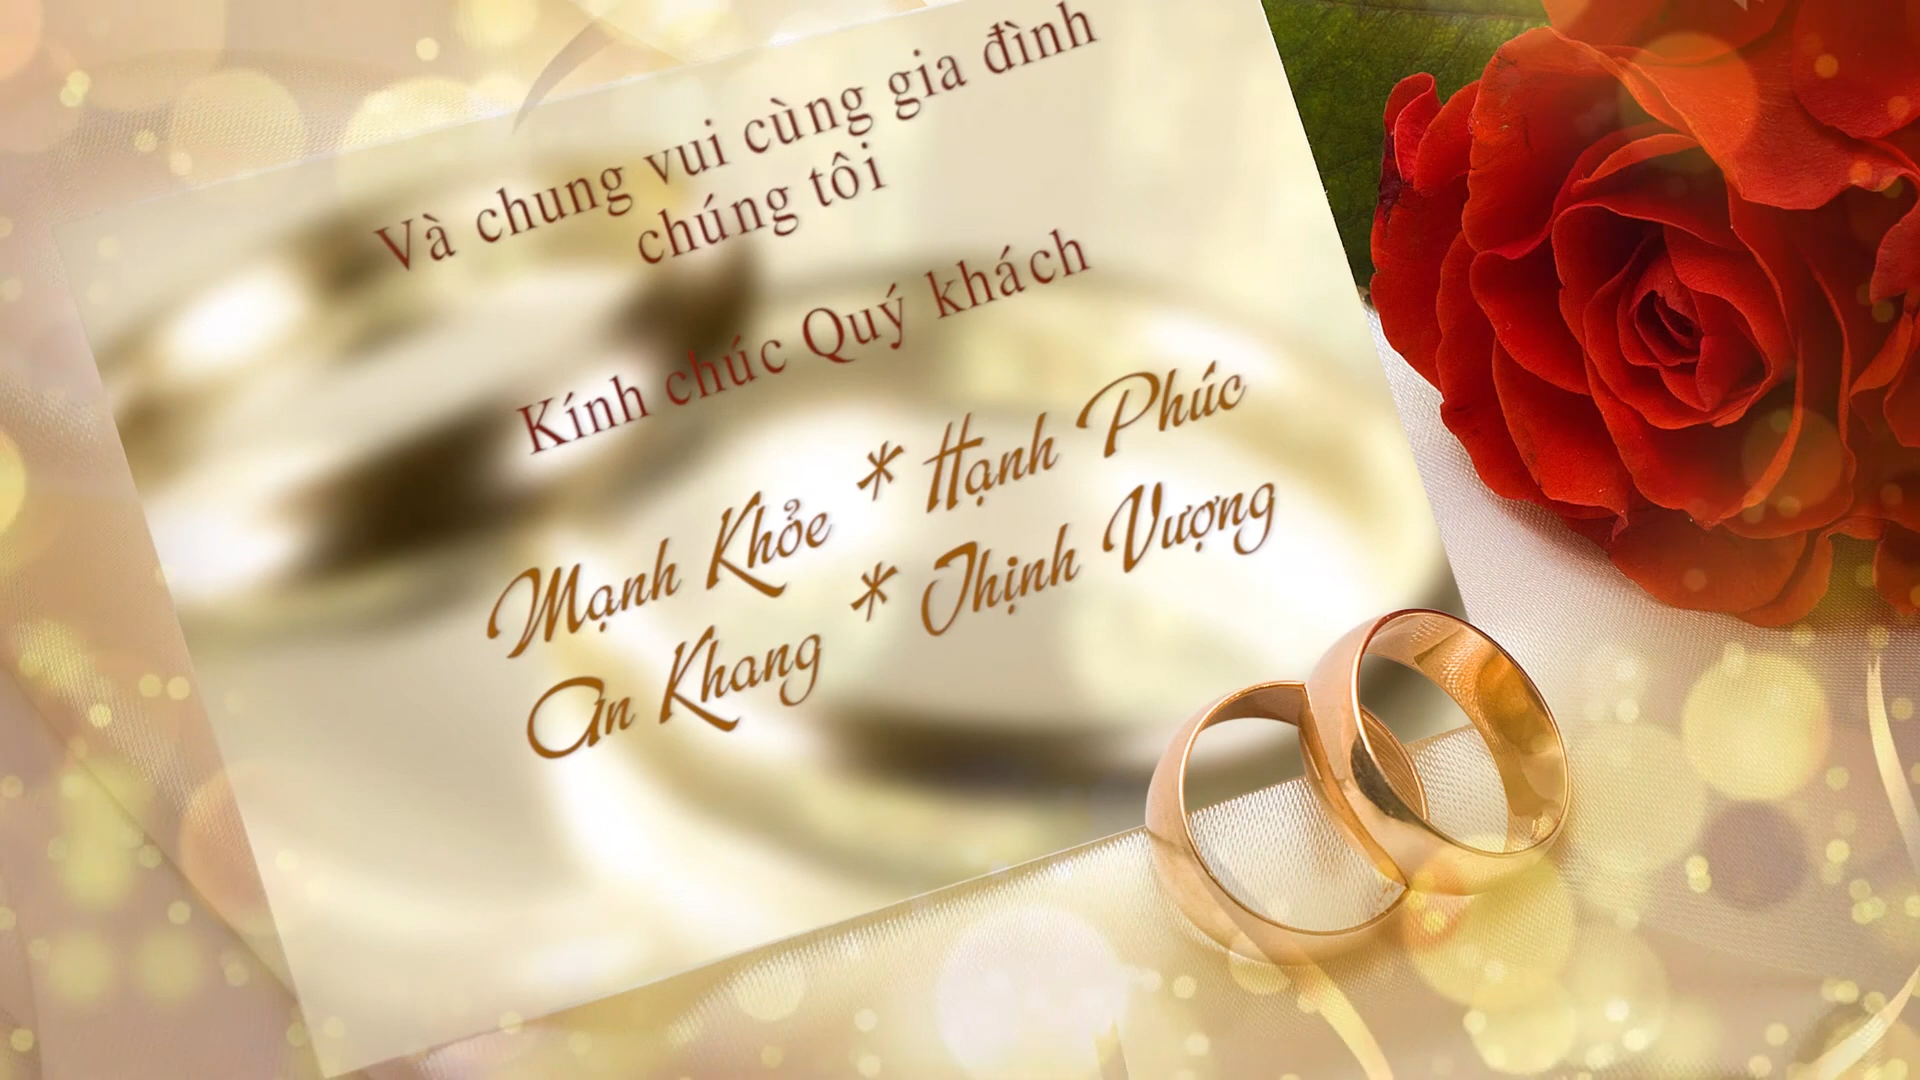 Và chung vui cùng gia đình
chúng tôi
Kính chúc Quý khách
Mạnh Khỏe * Hạnh Phúc
An Khang * Thịnh Vượng